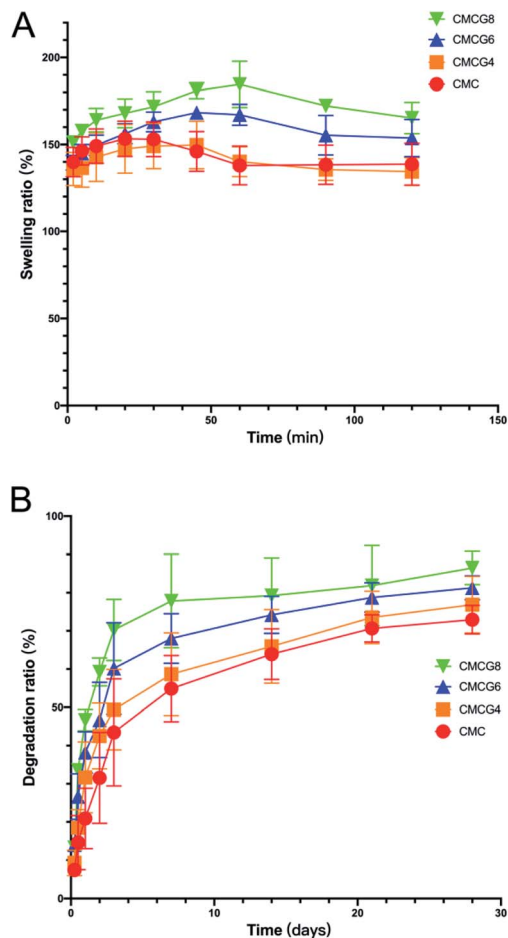 A
CMCG8
CMCG6
CMCG4
CMC
Swelling ratio (%)
200
150
100
50
0
0 50 100 150
Time (min)
B
CMCG8
CMCG6
CMCG4
CMC
Degradation ratio (%)
100
50
0
0 10 20 30
Time (days)